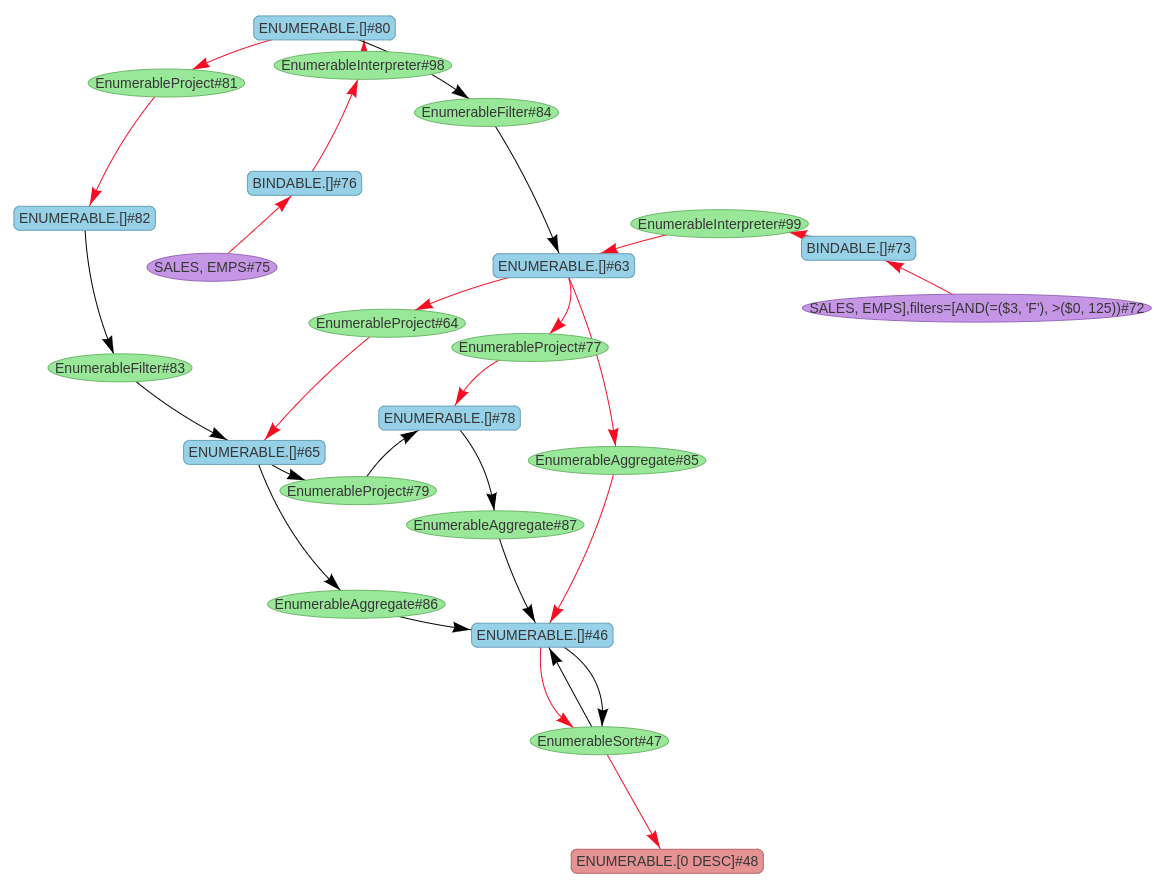 ENUMERABLE.[]#80
EnumerableInterpreter#98
EnumerableProject#81
EnumerableFilter#84
BINDABLE.[]#76
ENUMERABLE.[]#82
EnumerableInterpreter#99
BINDABLE.[]#73
SALES, EMPS#75
ENUMERABLE.[]#63
SALES, EMPS],filters=[AND(=($3, 'F'), >($0, 125))#72
EnumerableProject#64
EnumerableProject#77
EnumerableFilter#83
ENUMERABLE.[]#78
ENUMERABLE.[]#65
EnumerableAggregate#85
EnumerableProject#79
EnumerableAggregate#87
EnumerableAggregate#86
ENUMERABLE.[]#46
EnumerableSort#47
ENUMERABLE.[0 DESC]#48